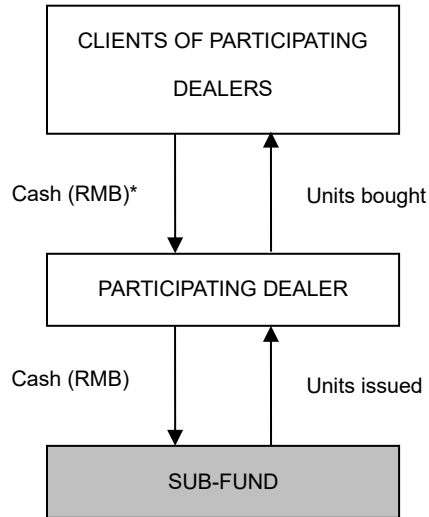 CLIENTS OF PARTICIPATING
DEALERS
Cash (RMB)*
Units bought
PARTICIPATING DEALER
Cash (RMB)
Units issued
SUB-FUND